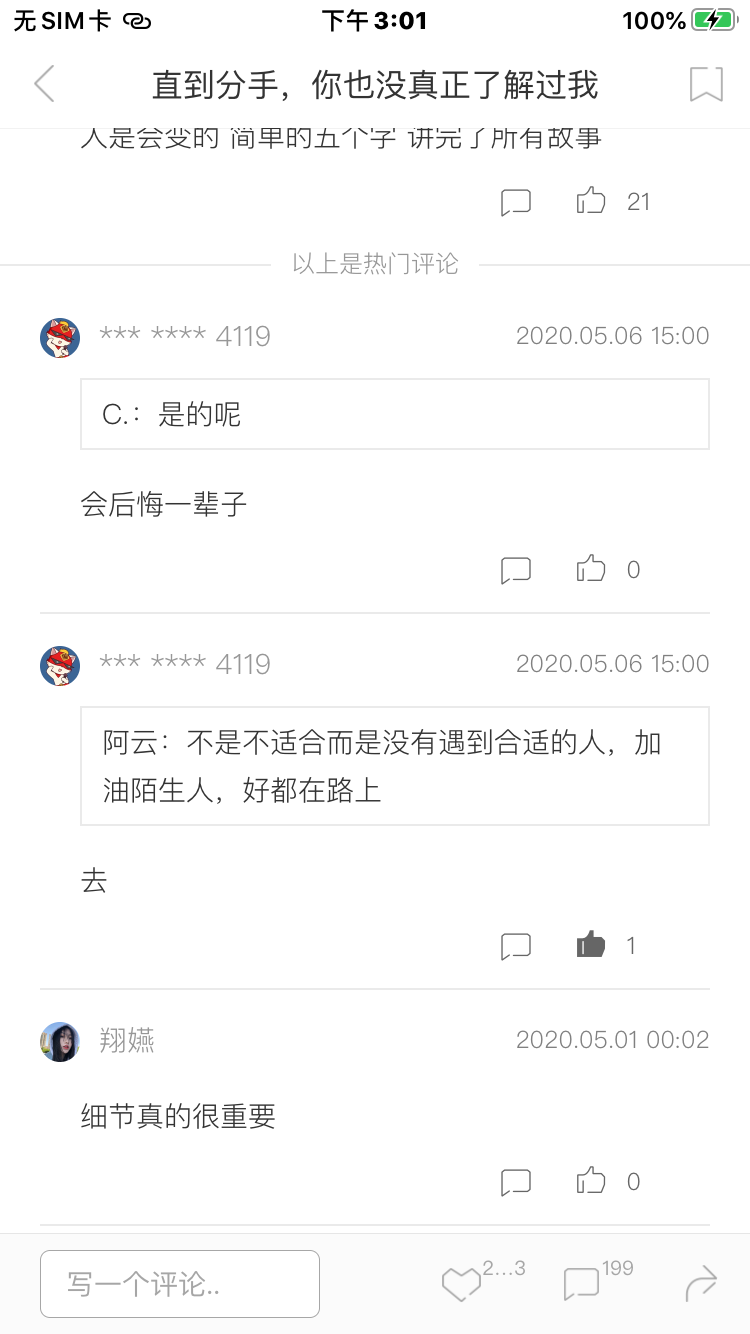 无SIM卡
下午3:01
100%
直到分手，你也没真正了解过我
人是会变的 简单的五个字 讲完了所有故事
21
以上是热门评论
*** **** 4119
2020.05.06 15:00
C.：是的呢
会后悔一辈子
0
*** **** 4119
2020.05.06 15:00
阿云：不是不适合而是没有遇到合适的人，加
油陌生人，好都在路上
去
1
翔嬿
2020.05.01 00:02
细节真的很重要
0
写一个评论..
2...3
199